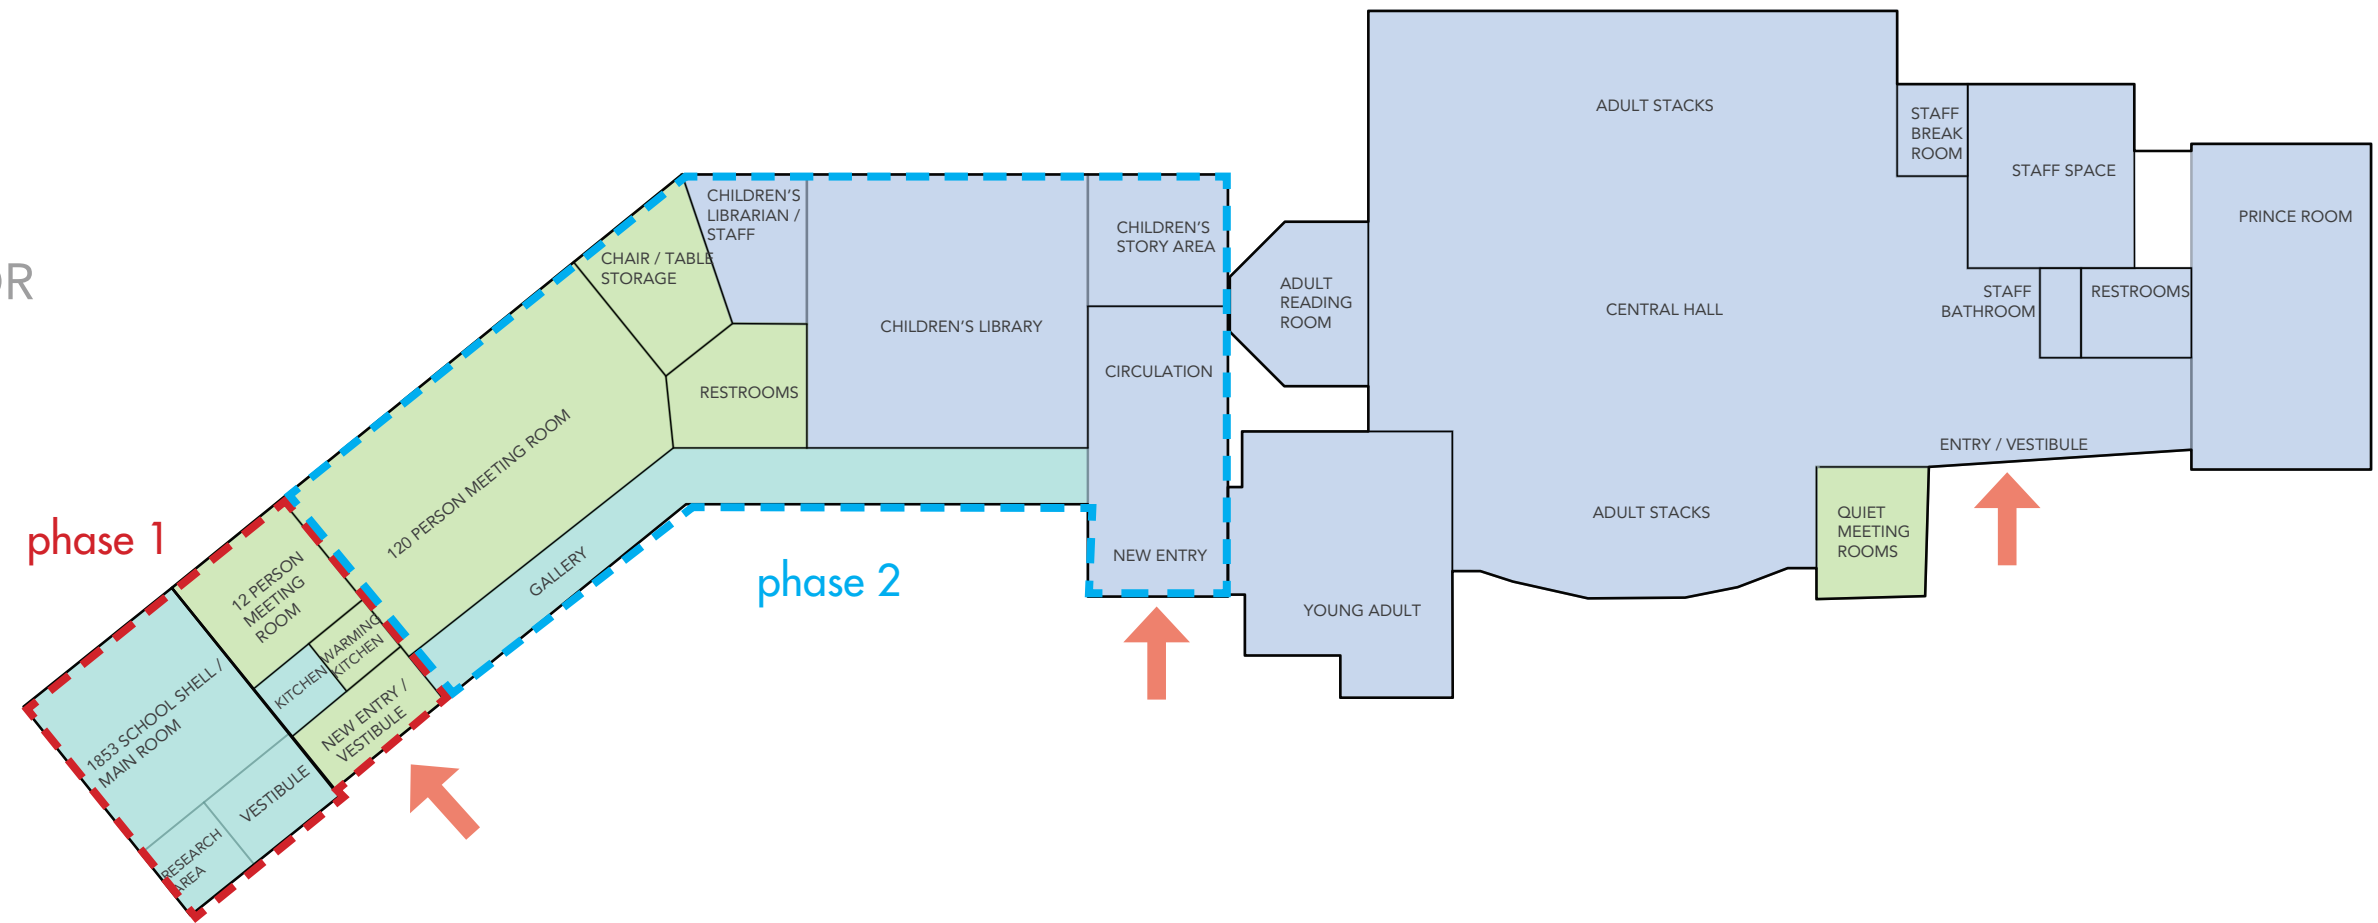 OR
phase 1
phase 2
1853 SCHOOL SHELL /
MAIN ROOM
RESEARCH
AREA
VESTIBULE
12 PERSON
MEETING
ROOM
KITCHEN
WARMING
KITCHEN
NEW ENTRY /
VESTIBULE
120 PERSON MEETING ROOM
GALLERY
CHAIR / TABLE
STORAGE
CHILDREN'S
LIBRARIAN /
STAFF
RESTROOMS
CHILDREN'S LIBRARY
CHILDREN'S
STORY AREA
CIRCULATION
NEW ENTRY
ADULT
READING
ROOM
YOUNG ADULT
ADULT STACKS
CENTRAL HALL
ADULT STACKS
STAFF
BREAK
ROOM
STAFF SPACE
STAFF
BATHROOM
RESTROOMS
PRINCE ROOM
ENTRY / VESTIBULE
QUIET
MEETING
ROOMS